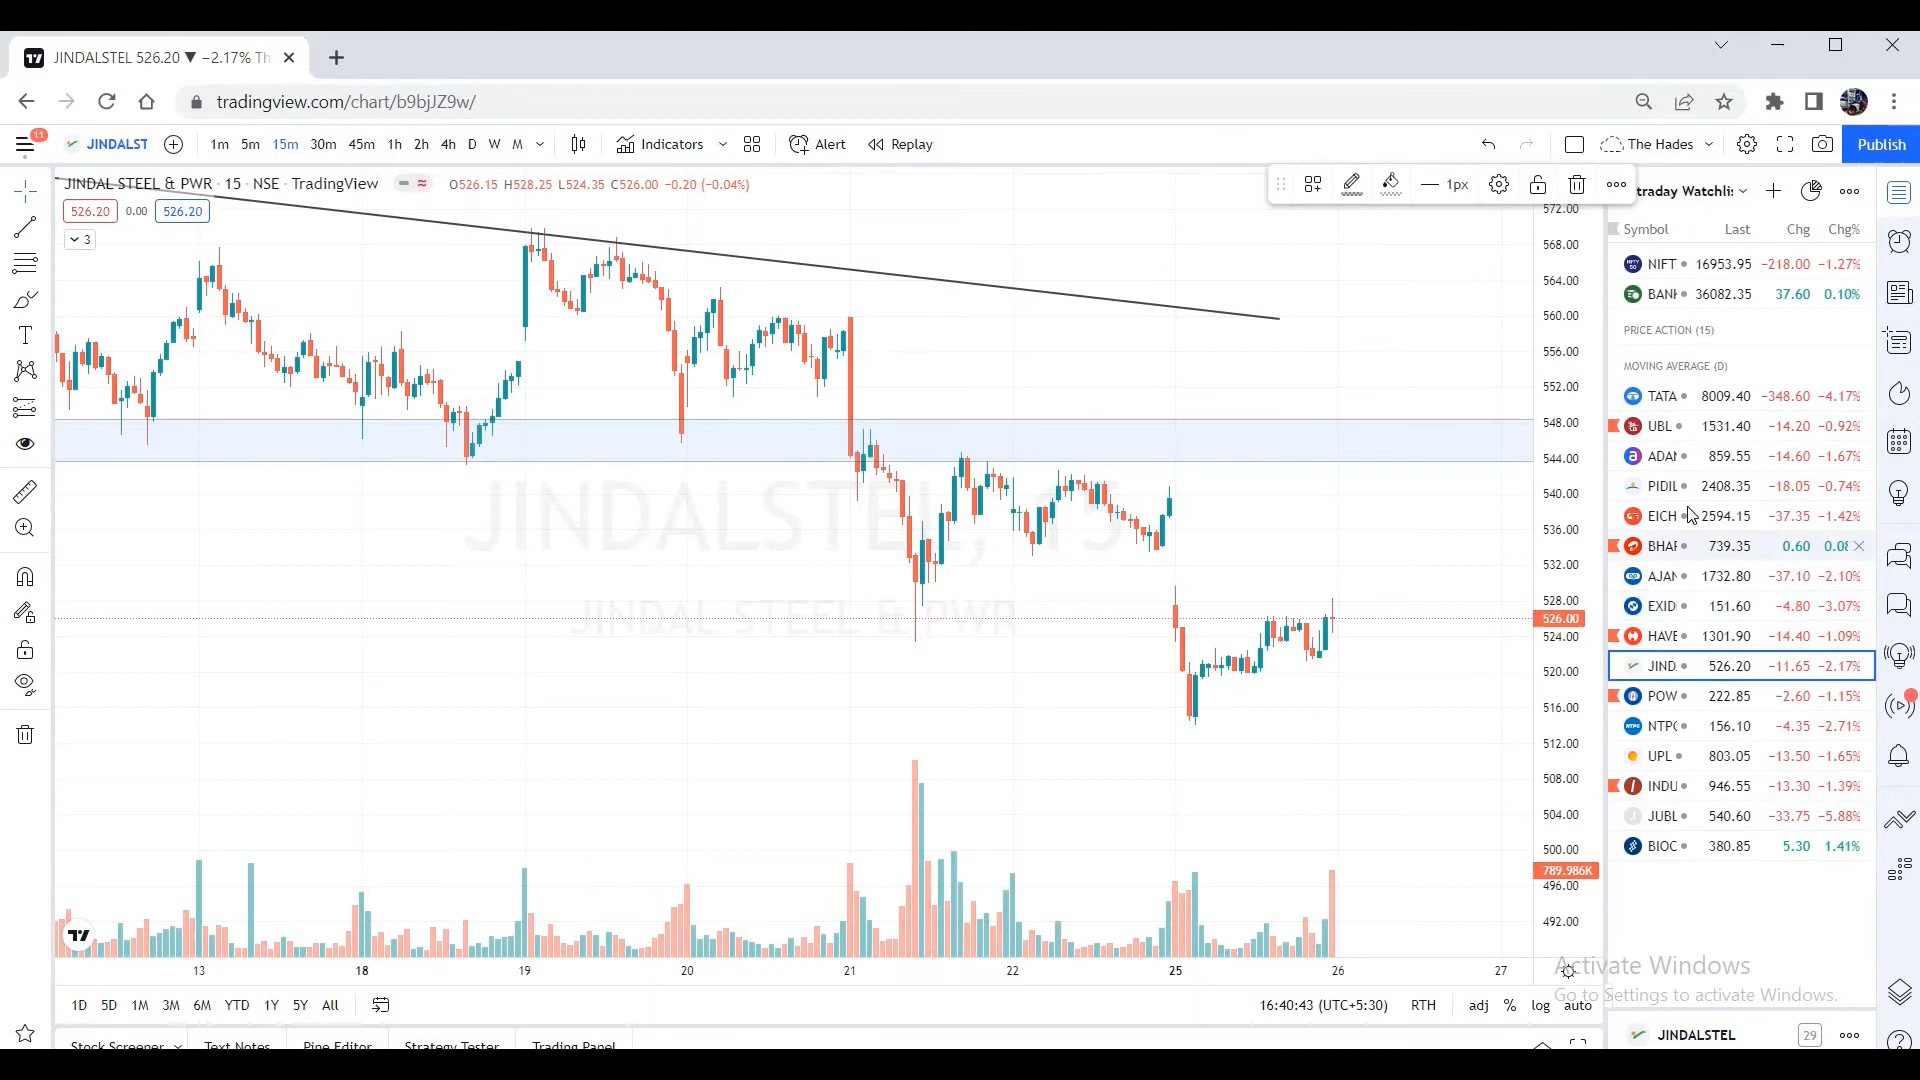 JINDALSTEL 526.20 ▼ −2.17% Th
tradingview.com/chart/b9bjJZ9w/
11
JINDALST 1m 5m 15m 30m 45m 1h 2h 4h D W M Indicators Alert Replay The Hades Publish
JINDAL STEEL & PWR · 15 · NSE · TradingView O526.15 H528.25 L524.35 C526.00 −0.20 (−0.04%)
526.20 0.00 526.20
3
1px
traday Watchlis
Symbol Last Chg Chg%
NIFT 16953.95 −218.00 −1.27%
BANI 36082.35 37.60 0.10%
PRICE ACTION (15)
MOVING AVERAGE (D)
TATA 8009.40 −348.60 −4.17%
UBL 1531.40 −14.20 −0.92%
ADAI 859.55 −14.60 −1.67%
PIDIL 2408.35 −18.05 −0.74%
EICH 2594.15 −37.35 −1.42%
BHAF 739.35 0.60 0.08
AJAN 1732.80 −37.10 −2.10%
EXID 151.60 −4.80 −3.07%
HAVE 1301.90 −14.40 −1.09%
JIND. 526.20 −11.65 −2.17%
POW 222.85 −2.60 −1.15%
NTPC 156.10 −4.35 −2.71%
UPL 803.05 −13.50 −1.65%
INDU 946.55 −13.30 −1.39%
JUBL 540.60 −33.75 −5.88%
BIOC 380.85 5.30 1.41%
JINDALSTEL, 15
JINDAL STEEL & PWR
572.00
568.00
564.00
560.00
556.00
552.00
548.00
544.00
540.00
536.00
532.00
528.00
526.00
524.00
520.00
516.00
512.00
508.00
504.00
500.00
789.986K
496.00
492.00
13 18 19 20 21 22 25 26 27
Activate Windows
Go to Settings to activate Windows.
1D 5D 1M 3M 6M YTD 1Y 5Y All 16:40:43 (UTC+5:30) RTH adj % log auto
Stock Screener Text Notes Pine Editor Strategy Tester Trading Panel
JINDALSTEL 29